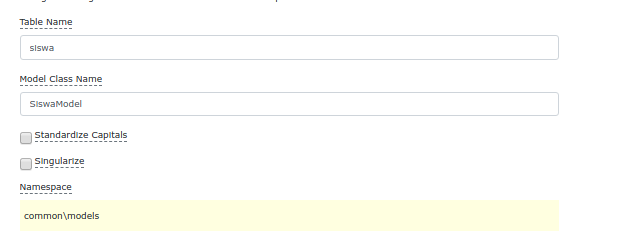 Table Name
siswa
Model Class Name
SiswaModel
Standardize Capitals
Singularize
Namespace
common\models